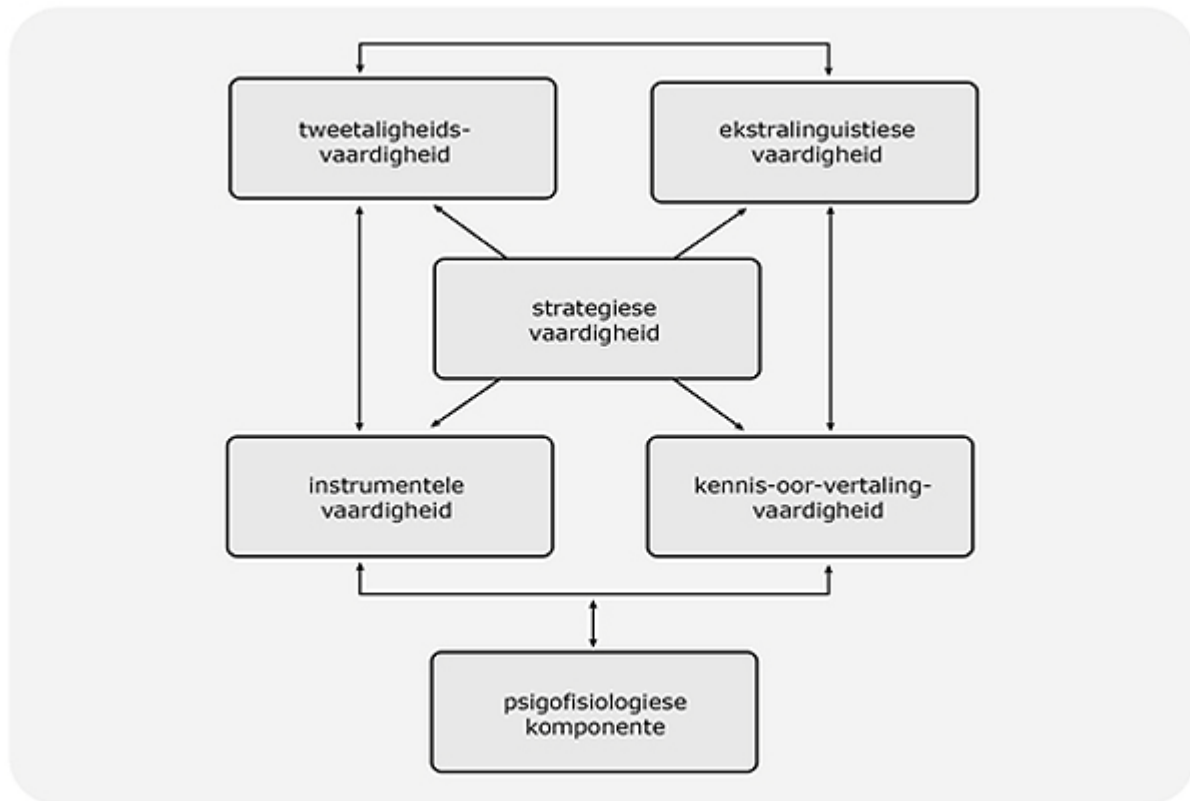 tweetaligheids-
vaardigheid
ekstralinguistiese
vaardigheid
strategiese
vaardigheid
instrumentele
vaardigheid
kennis-oor-vertaling-
vaardigheid
psigofisiologiese
komponente